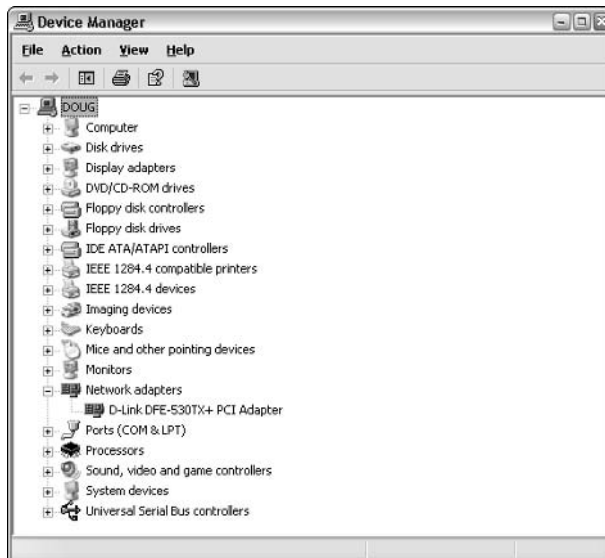 Device Manager
File Action View Help
DOUG
Computer
Disk drives
Display adapters
DVD/CD-ROM drives
Floppy disk controllers
Floppy disk drives
IDE ATA/ATAPI controllers
IEEE 1284.4 compatible printers
IEEE 1284.4 devices
Imaging devices
Keyboards
Mice and other pointing devices
Monitors
Network adapters
D-Link DFE-530TX+ PCI Adapter
Ports (COM & LPT)
Processors
Sound, video and game controllers
System devices
Universal Serial Bus controllers